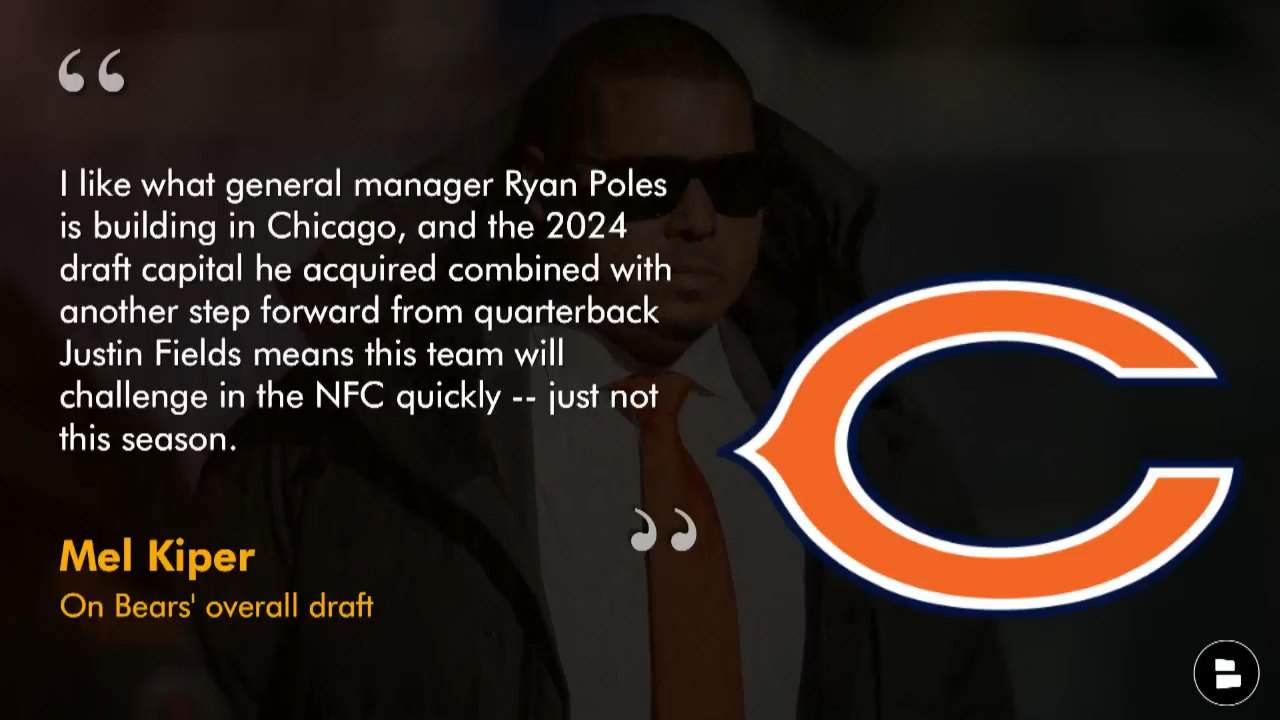 I like what general manager Ryan Poles
is building in Chicago, and the 2024
draft capital he acquired combined with
another step forward from quarterback
Justin Fields means this team will
challenge in the NFC quickly -- just not
this season.
Mel Kiper
On Bears' overall draft